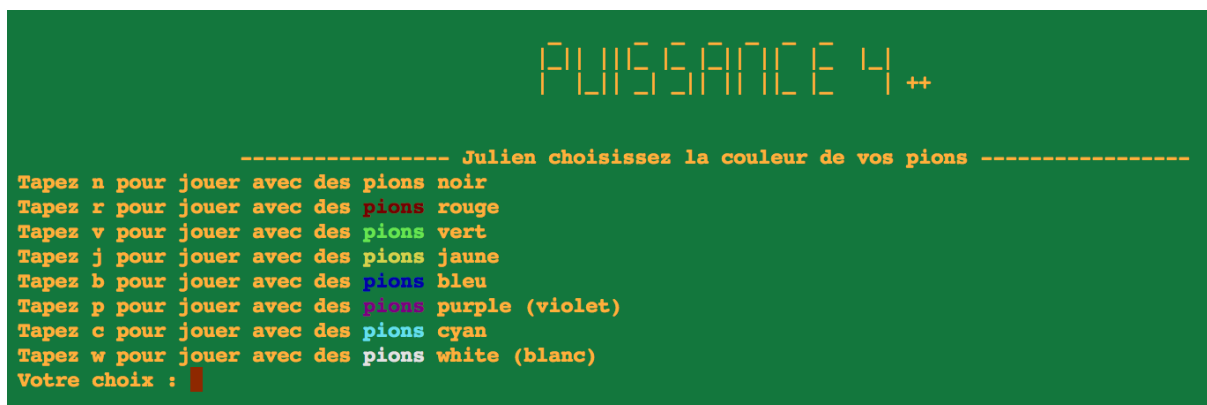 PUISSANCE 4 ++
----------------- Julien choisissez la couleur de vos pions -----------------
Tapez n pour jouer avec des pions noir
Tapez r pour jouer avec des pions rouge
Tapez v pour jouer avec des pions vert
Tapez j pour jouer avec des pions jaune
Tapez b pour jouer avec des pions bleu
Tapez p pour jouer avec des pions purple (violet)
Tapez c pour jouer avec des pions cyan
Tapez w pour jouer avec des pions white (blanc)
Votre choix :